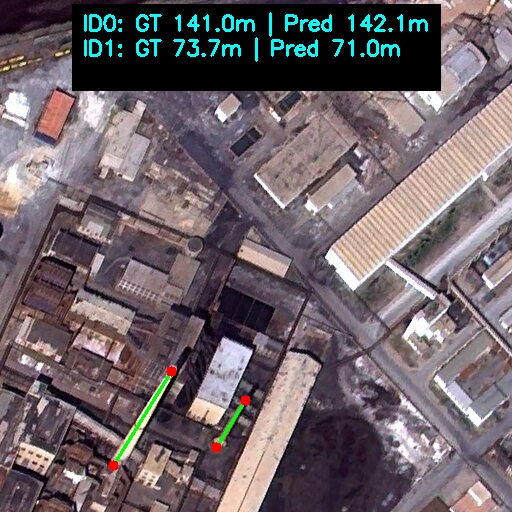 ID0: GT 141.0m | Pred 142.1m
ID1: GT 73.7m | Pred 71.0m